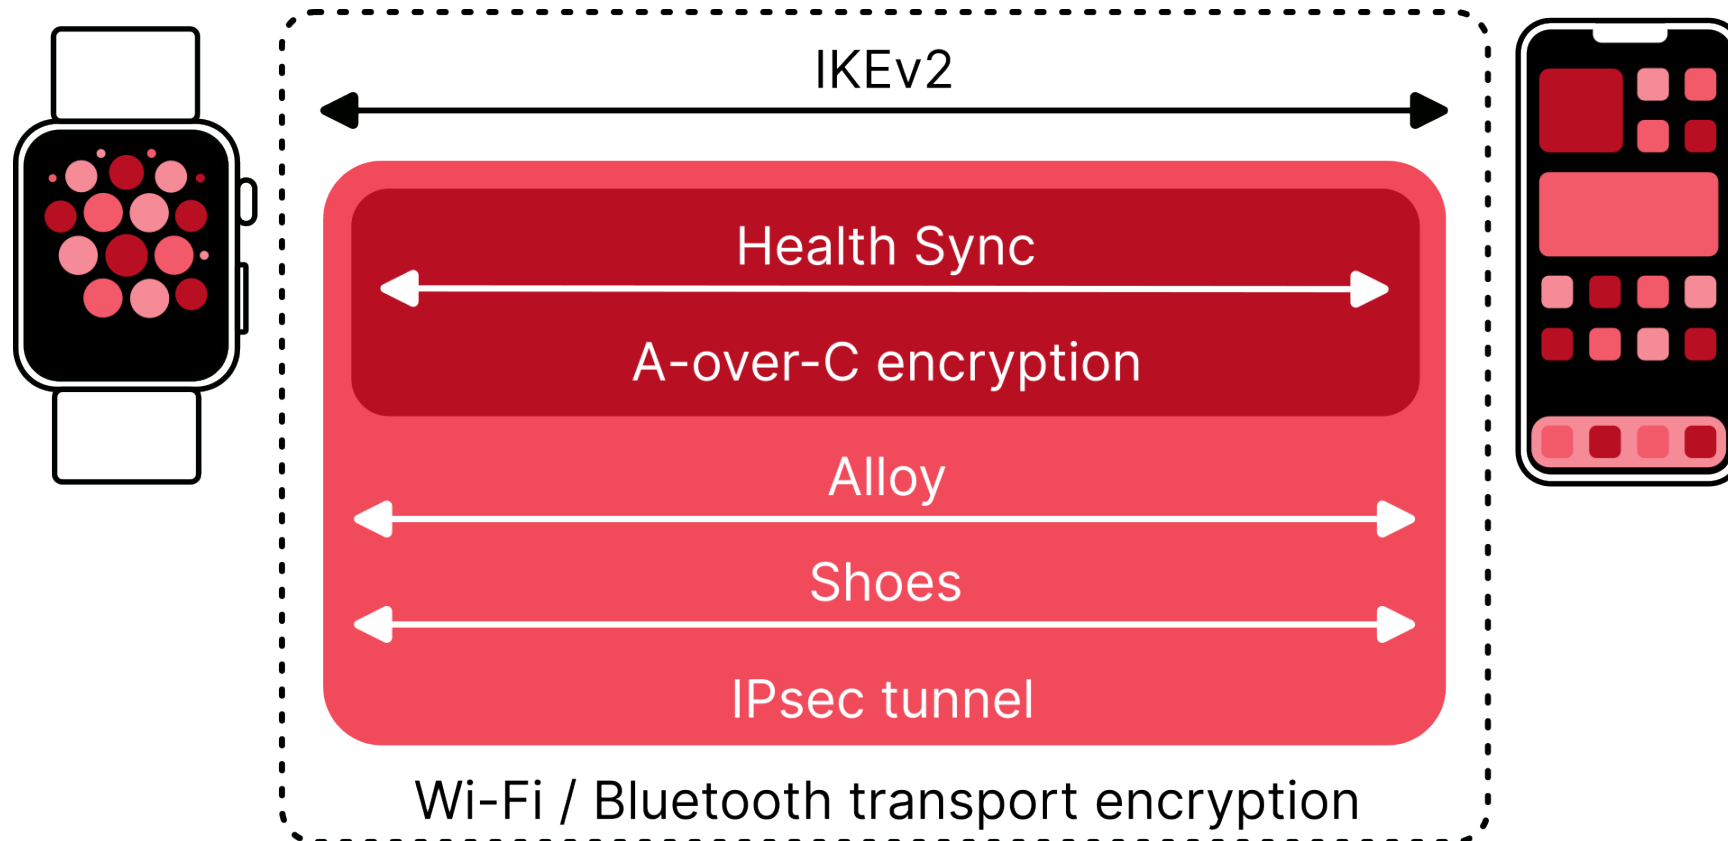 IKEv2
Health Sync
A-over-C encryption
Alloy
Shoes
IPsec tunnel
Wi-Fi / Bluetooth transport encryption